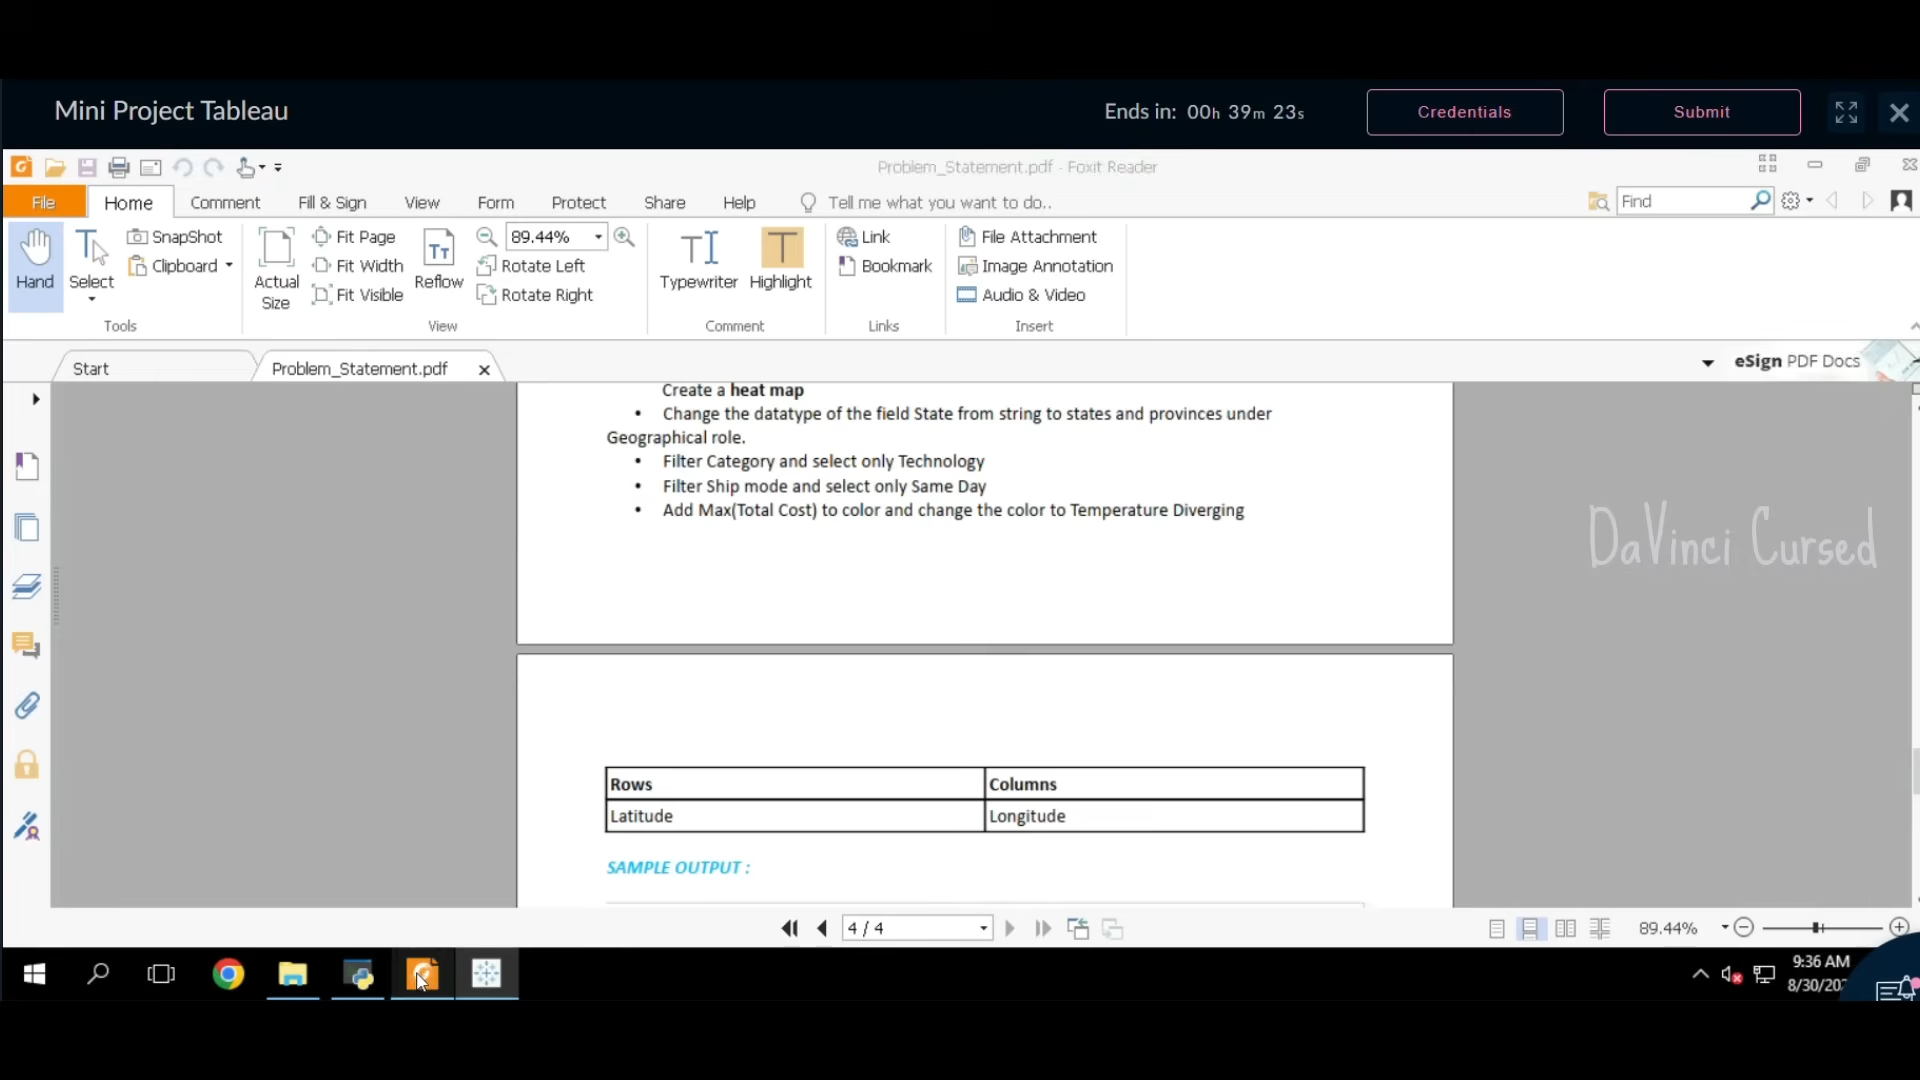 Mini Project Tableau
Ends in: 00h 39m 23s
Credentials
Submit
Problem_Statement.pdf - Foxit Reader
File
Home
Comment
Fill & Sign
View
Form
Protect
Share
Help
Tell me what you want to do..
Find
Hand
Select
SnapShot
Clipboard
Actual Size
Fit Page
Fit Width
Fit Visible
Reflow
89.44%
Rotate Left
Rotate Right
Typewriter
Highlight
Link
Bookmark
File Attachment
Image Annotation
Audio & Video
Tools
View
Comment
Links
Insert
Start
Problem_Statement.pdf
eSign PDF Docs
Create a heat map
• Change the datatype of the field State from string to states and provinces under
Geographical role.
• Filter Category and select only Technology
• Filter Ship mode and select only Same Day
• Add Max(Total Cost) to color and change the color to Temperature Diverging
DaVinci Cursed
Rows Columns
Latitude Longitude
SAMPLE OUTPUT :
4 / 4
89.44%
9:36 AM